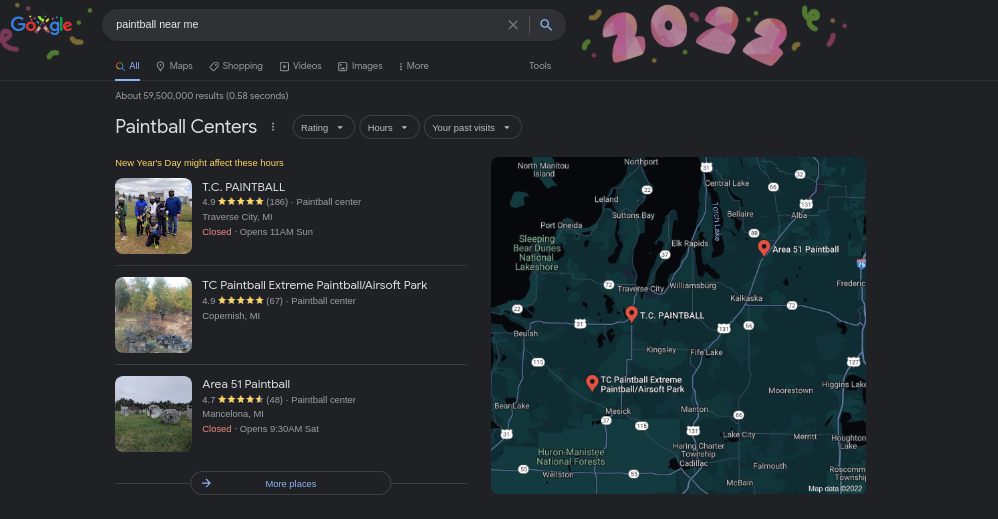 Google
paintball near me
2022
All
Maps
Shopping
Videos
Images
More
Tools
About 59,500,000 results (0.58 seconds)
Paintball Centers
Rating
Hours
Your past visits
New Year's Day might affect these hours
T.C. PAINTBALL
4.9 (186) · Paintball center
Traverse City, MI
Closed · Opens 11AM Sun
TC Paintball Extreme Paintball/Airsoft Park
4.9 (67) · Paintball center
Copemish, MI
Area 51 Paintball
4.7 (48) · Paintball center
Mancelona, MI
Closed · Opens 9:30AM Sat
More places
North Manitou
Island
Northport
31
Central Lake
32
66
22
Leland
131
Suttons Bay
Torch Lake
Bellaire
Alba
Port Oneida
88
Sleeping
Bear Dunes
National
Lakeshore
Elk Rapids
37
Area 51 Paintball
75
72
Traverse City
Williamsburg
Frederic
Kalkaska
22
72
31
T.C. PAINTBALL
131
66
Beulah
Kingsley
Fife Lake
115
127
TC Paintball Extreme
Paintball/Airsoft Park
Moorestown
Higgins Lake
Bear Lake
Mesick
Manton
66
37
115
31
131
Lake City
Merritt
Houghton
Lake
Haring Charter
Township
Cadillac
Huron-Manistee
National Forests
55
Wellston
55
Falmouth
Roscomm
Township
McBain
Map data ©2022